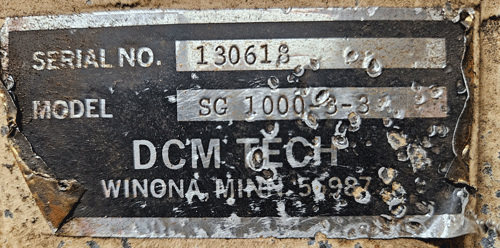 SERIAL NO. 130618
MODEL SG 1000-3-3
DCM TECH
WINONA, MINN 55987